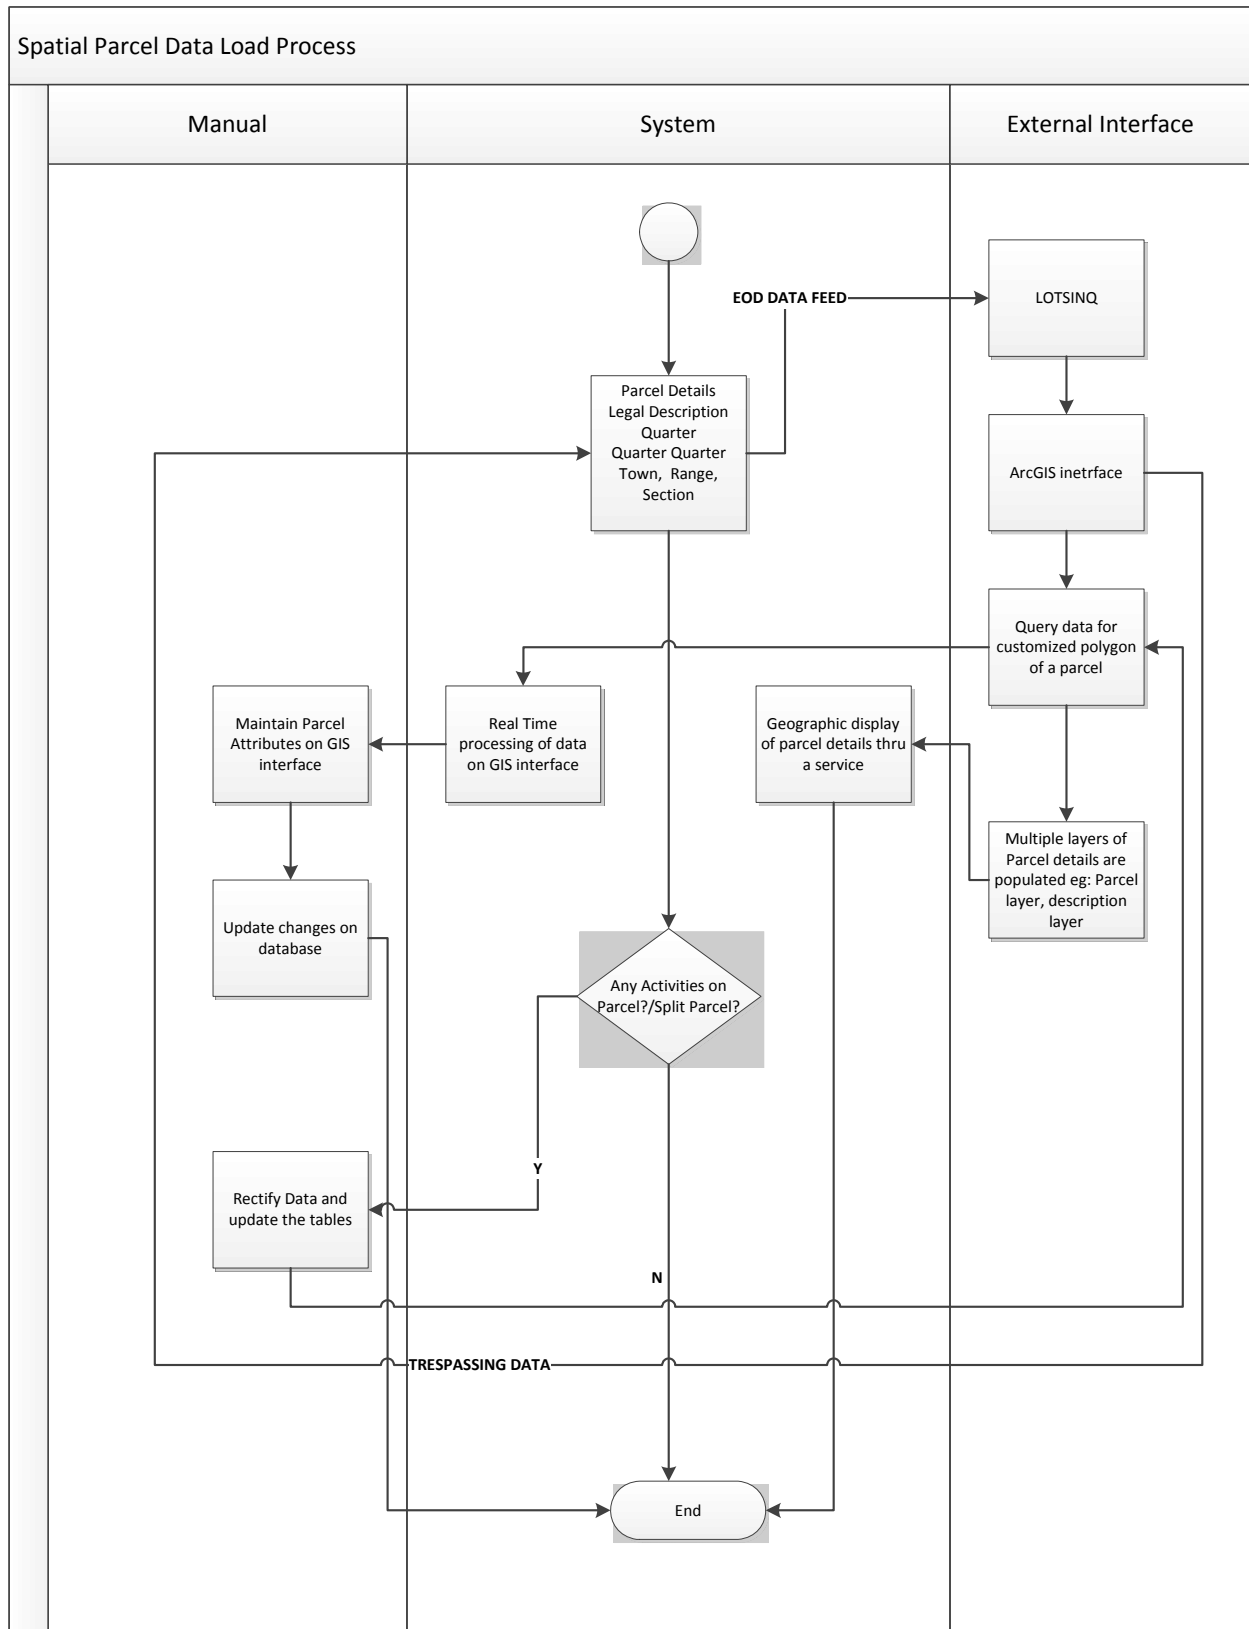 Spatial Parcel Data Load Process
Manual
System
External Interface
EOD DATA FEED
LOTSINQ
Parcel Details
Legal Description
Quarter
Quarter Quarter
Town, Range,
Section
ArcGIS inetrface
Query data for
customized polygon
of a parcel
Maintain Parcel
Attributes on GIS
interface
Real Time
processing of data
on GIS interface
Geographic display
of parcel details thru
a service
Multiple layers of
Parcel details are
populated eg: Parcel
layer, description
layer
Update changes on
database
Any Activities on
Parcel?/Split Parcel?
Y
Rectify Data and
update the tables
N
TRESPASSING DATA
End